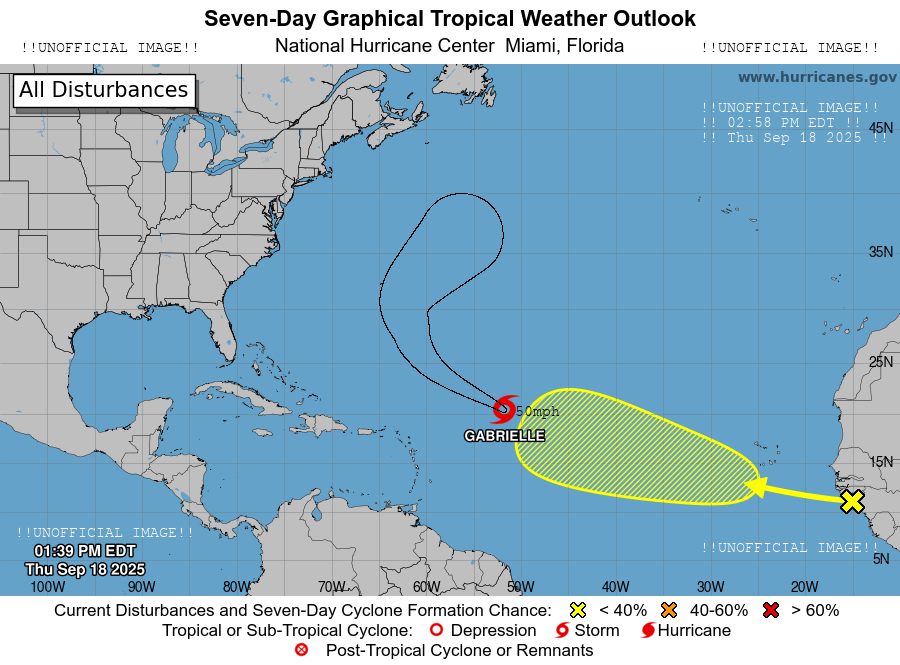 Seven-Day Graphical Tropical Weather Outlook
!!UNOFFICIAL IMAGE!! National Hurricane Center Miami, Florida !!UNOFFICIAL IMAGE!!
All Disturbances
www.hurricanes.gov
!!UNOFFICIAL IMAGE!!
!! 02:58 PM EDT !!
!! Thu Sep 18 2025 !!
45N
35N
25N
50mph
GABRIELLE
15N
!!UNOFFICIAL IMAGE!!
!!UNOFFICIAL IMAGE!!
01:39 PM EDT
5N
Thu Sep 18 2025
100W 90W 80W 70W 60W 50W 40W 30W 20W
Current Disturbances and Seven-Day Cyclone Formation Chance: < 40% 40-60% > 60%
Tropical or Sub-Tropical Cyclone: Depression Storm Hurricane
Post-Tropical Cyclone or Remnants